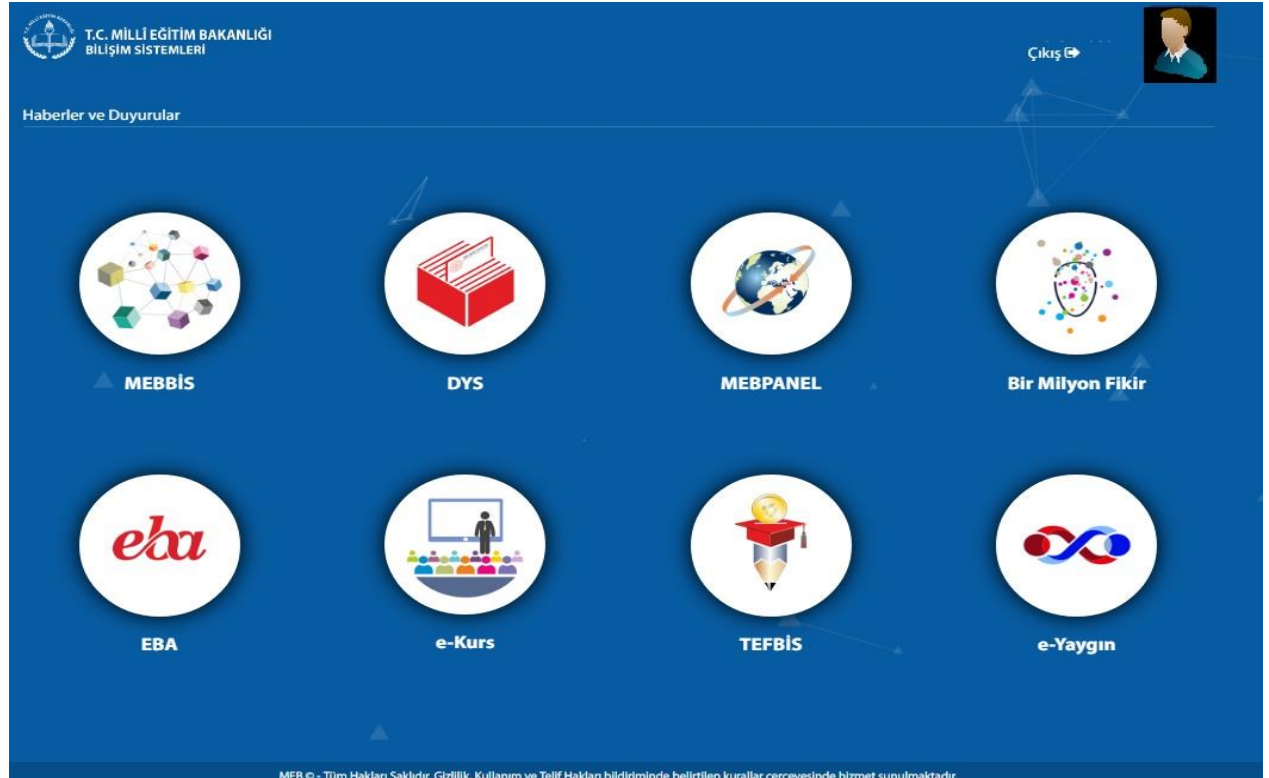 T.C. MİLLÎ EĞİTİM BAKANLIĞI
BİLİŞİM SİSTEMLERİ
Çıkış
Haberler ve Duyurular
MEBBİS
DYS
MEBPANEL
Bir Milyon Fikir
eba
EBA
e-Kurs
TEFBİS
e-Yaygın
MEB © - Tüm Hakları Saklıdır. Gizlilik, Kullanım ve Telif Hakları bildiriminde belirtilen kurallar çerçevesinde hizmet sunulmaktadır.